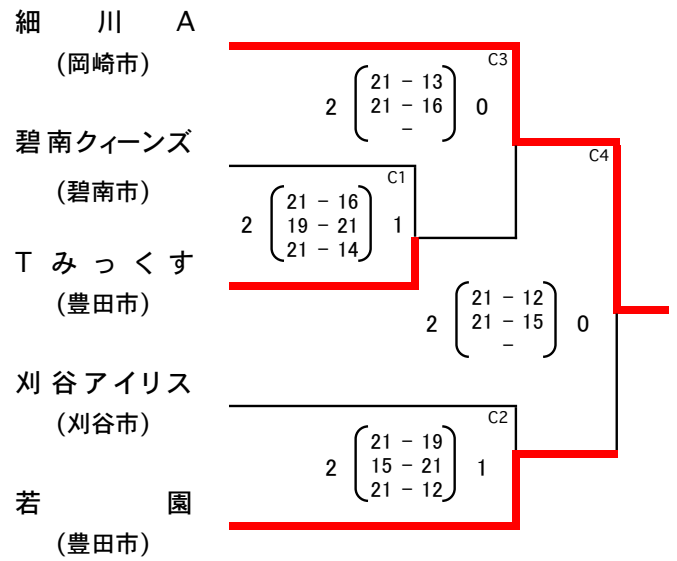 細川A
(岡崎市)
C3
21 - 13
2 21 - 16 0
-
碧南クィーンズ
C4
C1
(碧南市)
21 - 16
2 19 - 21 1
21 - 14
Tみっくす
(豊田市)
21 - 12
2 21 - 15 0
-
刈谷アイリス
(刈谷市)
C2
21 - 19
2 15 - 21 1
21 - 12
若園
(豊田市)